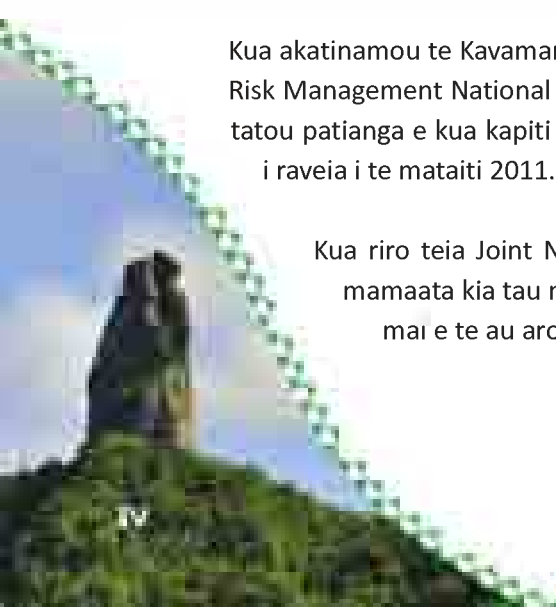 Kua akatinamou te Kavamar
Risk Management National
tatou patianga e kua kapiti
i raveia i te mataiti 2011.
Kua riro teia Joint N
mamaata kia tau r
mai e te au aro
iv